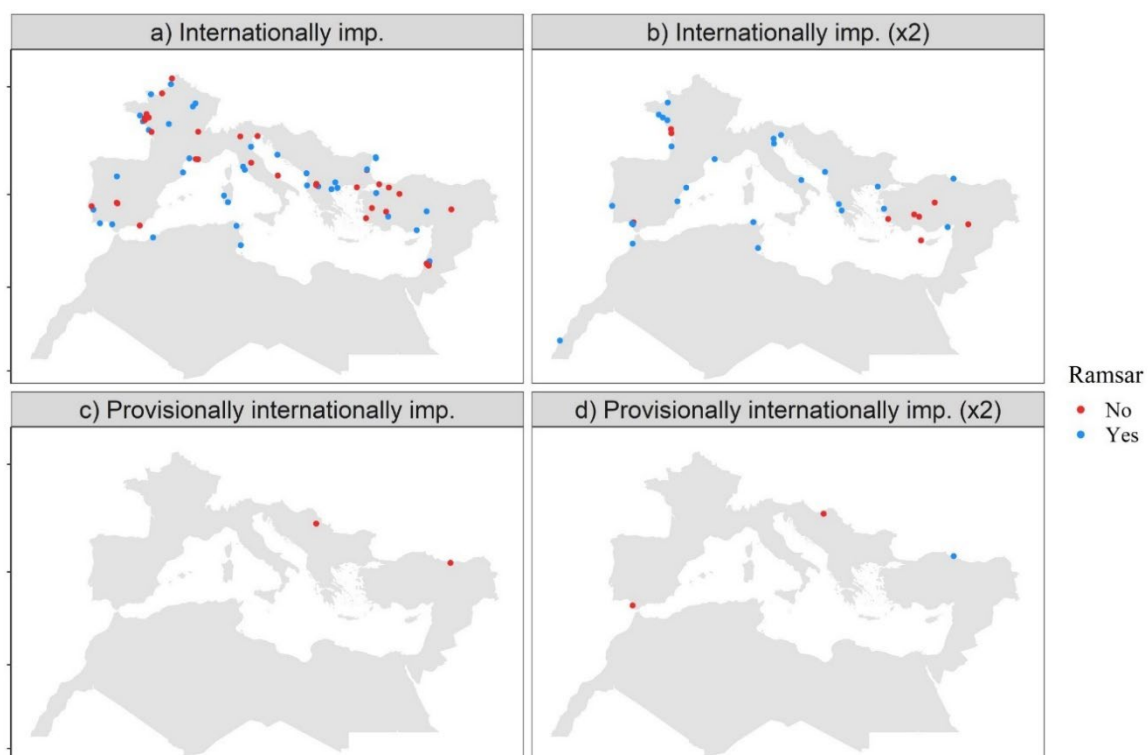 a) Internationally imp.
b) Internationally imp. (x2)
c) Provisionally internationally imp.
d) Provisionally internationally imp. (x2)
Ramsar
No
Yes